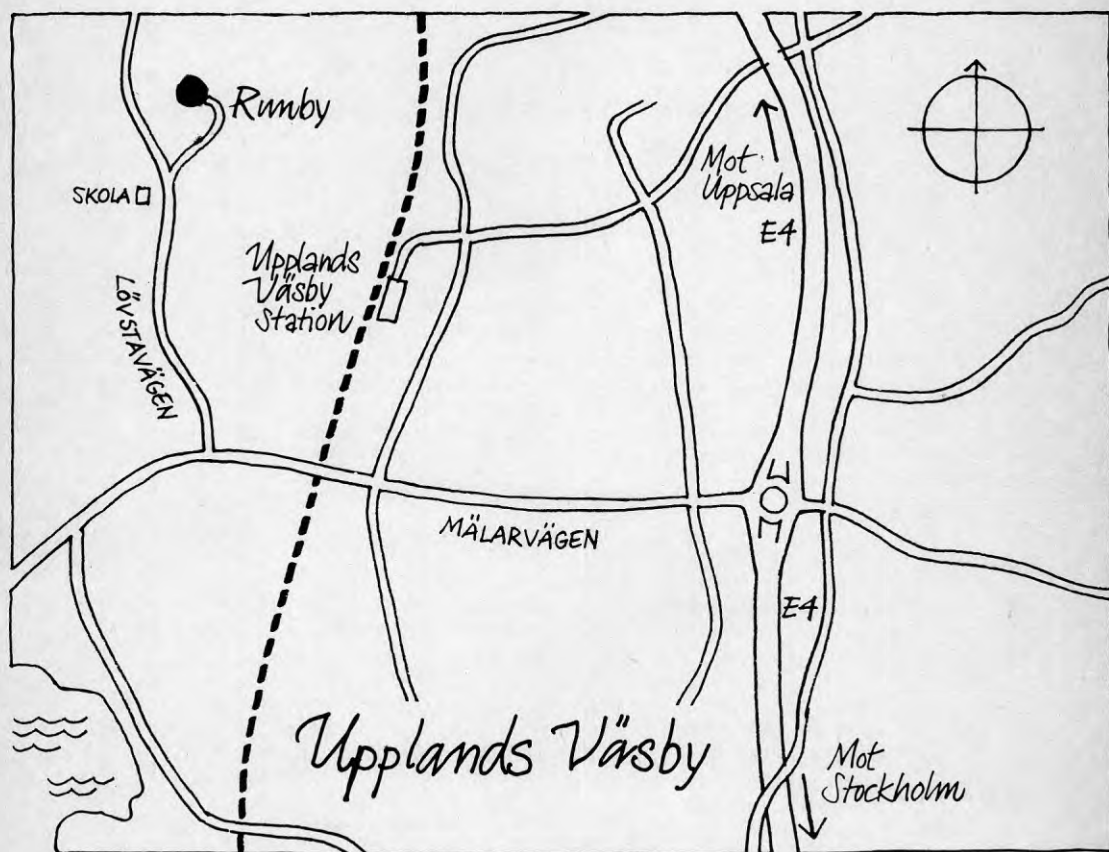 Runby
SKOLA
Mot
Uppsala
E4
Upplands
Väsby
Station
LÖVSTAVÄGEN
MÄLARVÄGEN
E4
Upplands Väsby
Mot
Stockholm